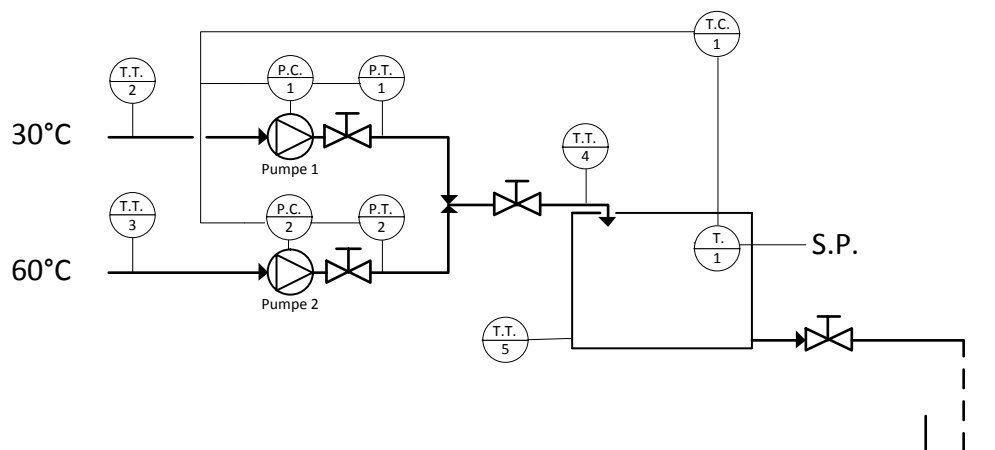 T.C.
1
T.T.
2
P.C.
1
P.T.
1
30°C
Pumpe 1
T.T.
4
T.T.
3
P.C.
2
P.T.
2
T.
1
S.P.
60°C
Pumpe 2
T.T.
5